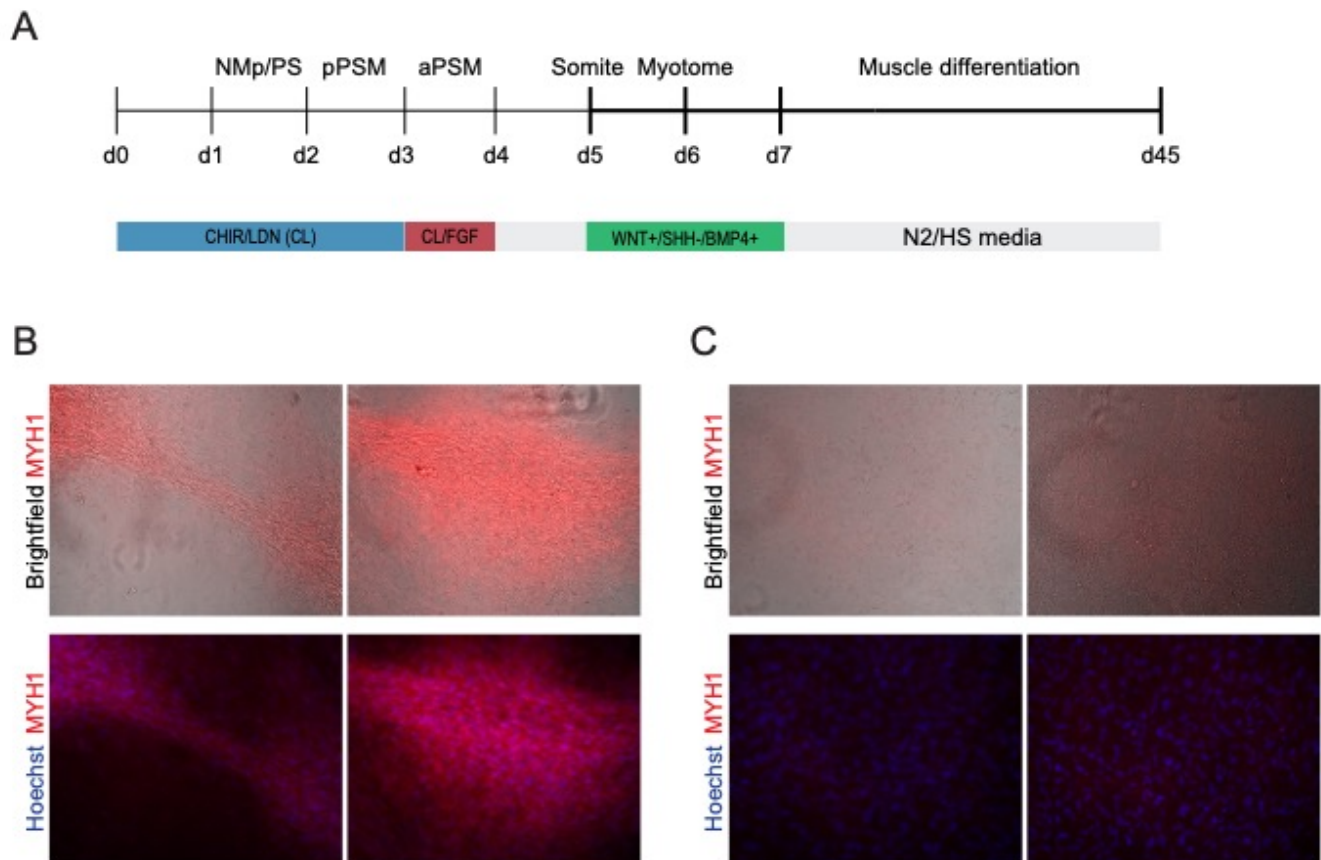 A
NMp/PS pPSM aPSM Somite Myotome Muscle differentiation
d0 d1 d2 d3 d4 d5 d6 d7 d45
CHIR/LDN (CL) CL/FGF WNT+/SHH-/BMP4+ N2/HS media
B
Brightfield MYH1
Hoechst MYH1
C
Brightfield MYH1
Hoechst MYH1